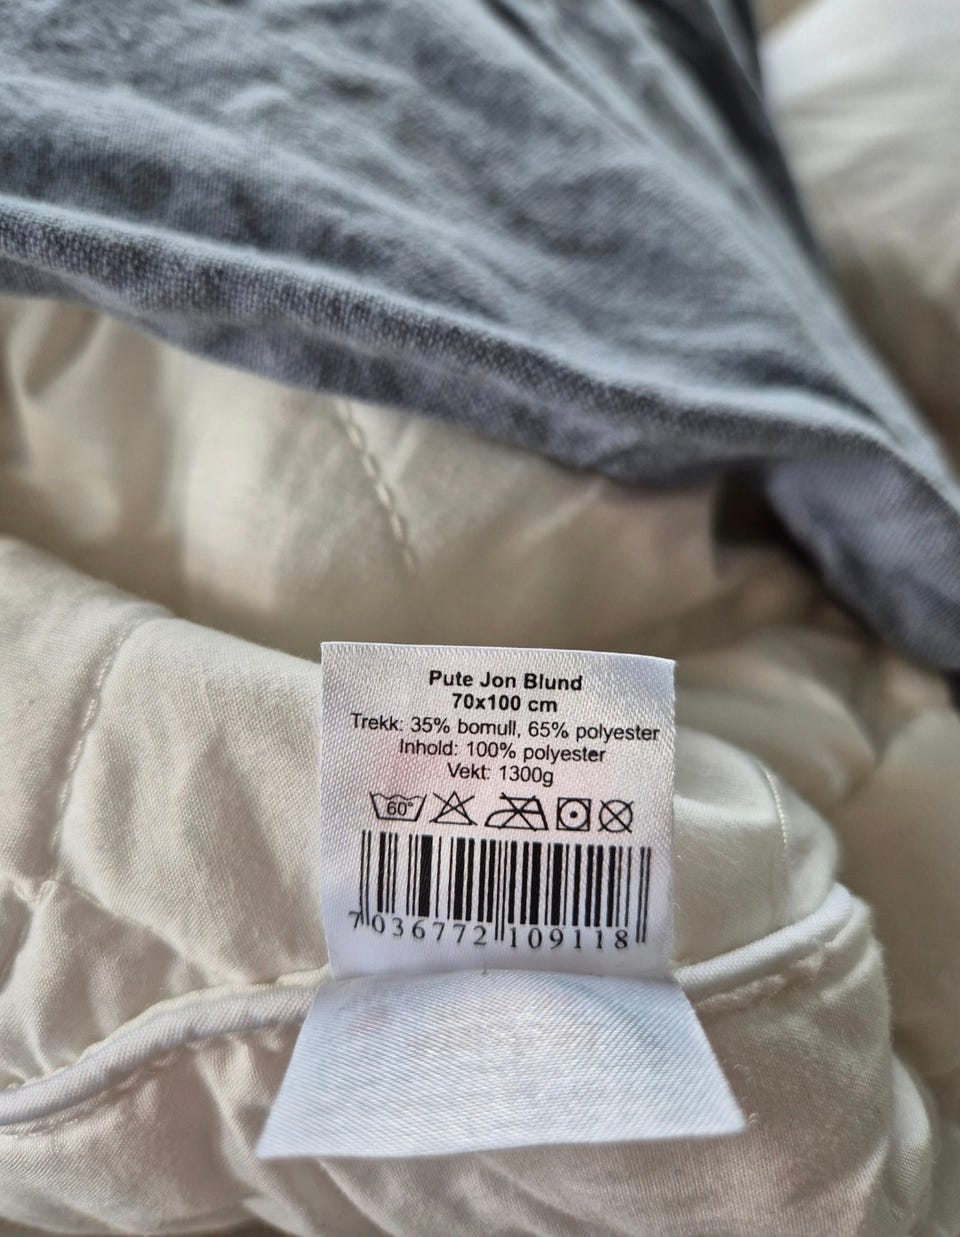 Pute Jon Blund
70x100 cm
Trekk: 35% bomull, 65% polyester
Inhold: 100% polyester
Vekt: 1300g
60°
7 036772 109118